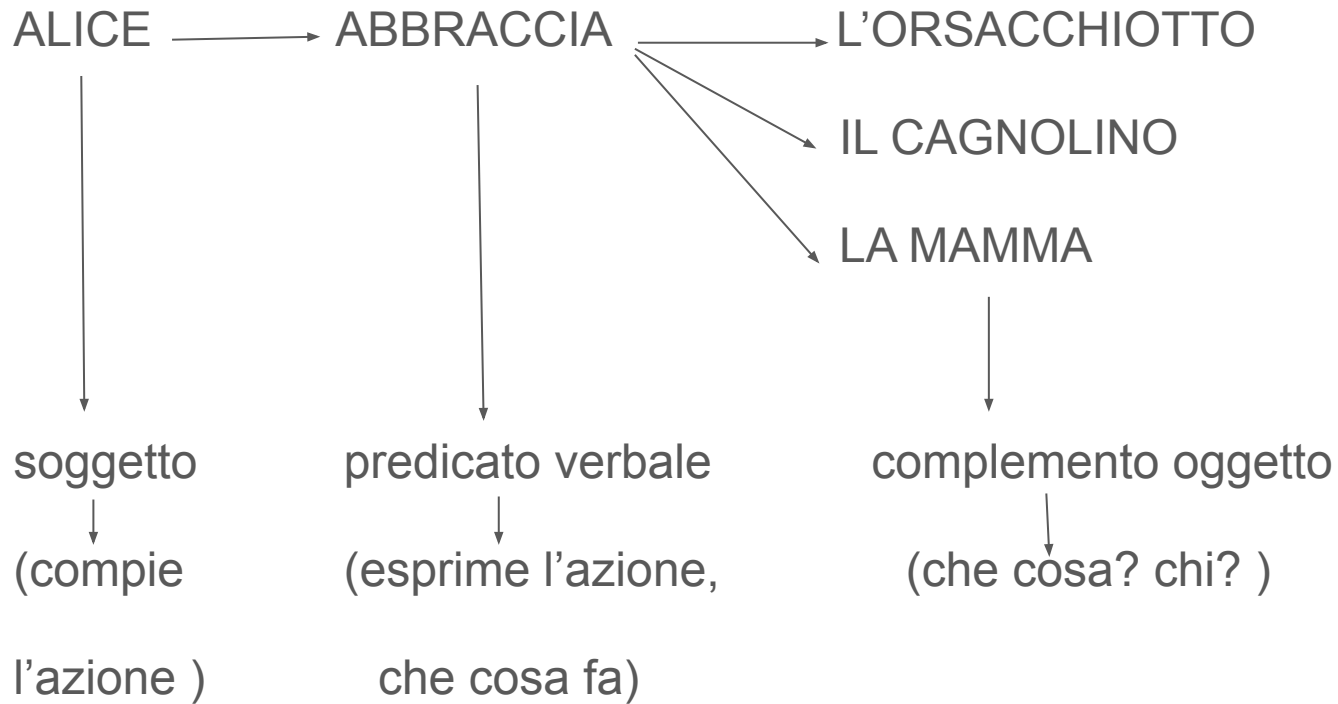 ALICE ABBRACCIA L’ORSACCHIOTTO
IL CAGNOLINO
LA MAMMA
soggetto predicato verbale complemento oggetto
(compie (esprime l’azione, (che cosa? chi? )
l’azione ) che cosa fa)